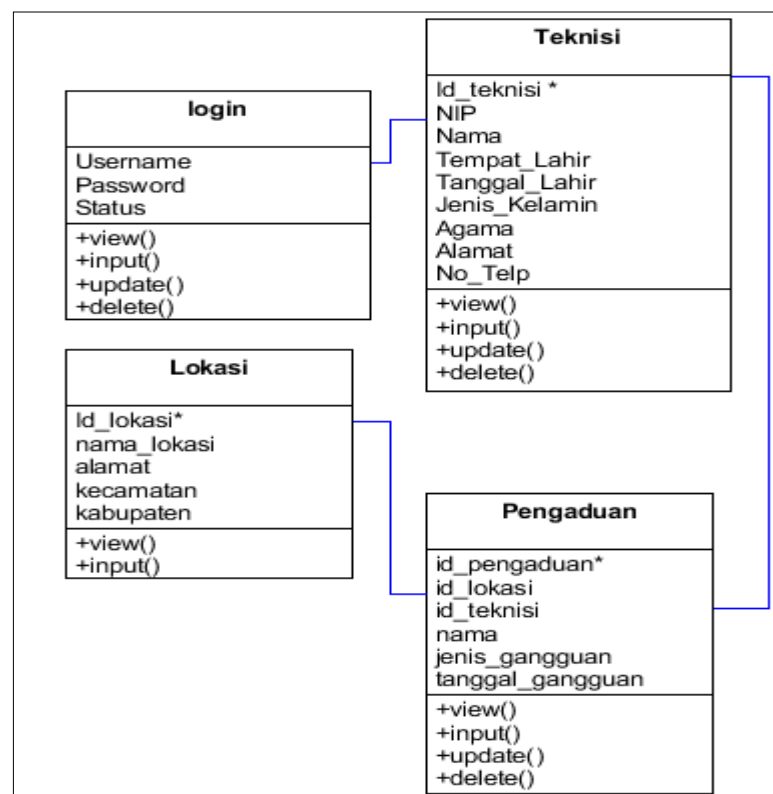 login
Username
Password
Status
+view()
+input()
+update()
+delete()
Teknisi
Id_teknisi *
NIP
Nama
Tempat_Lahir
Tanggal_Lahir
Jenis_Kelamin
Agama
Alamat
No_Telp
+view()
+input()
+update()
+delete()
Lokasi
Id_lokasi*
nama_lokasi
alamat
kecamatan
kabupaten
+view()
+input()
Pengaduan
id_pengaduan*
id_lokasi
id_teknisi
nama
jenis_gangguan
tanggal_gangguan
+view()
+input()
+update()
+delete()